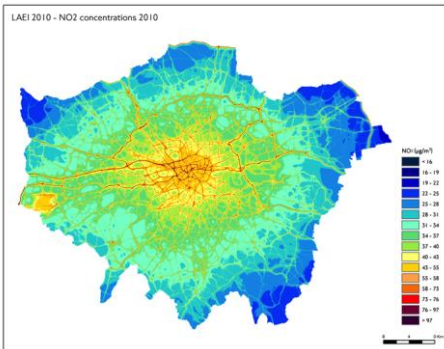 LAEI 2010 - NO2 concentrations 2010
NO2 (µg/m³)
< 16
16 - 19
19 - 22
22 - 25
25 - 28
28 - 31
31 - 34
34 - 37
37 - 40
40 - 43
43 - 55
55 - 58
58 - 73
73 - 76
76 - 97
> 97